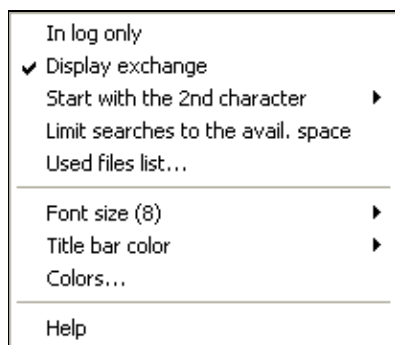 In log only
Display exchange
Start with the 2nd character
Limit searches to the avail. space
Used files list...
Font size (8)
Title bar color
Colors...
Help